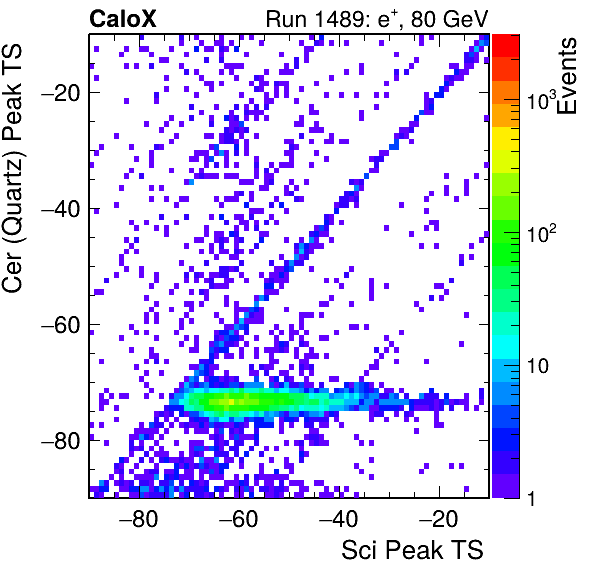 CaloX Run 1489: e⁺, 80 GeV
Cer (Quartz) Peak TS
−20
−40
−60
−80
−80 −60 −40 −20
Sci Peak TS
Events
10³
10²
10
1